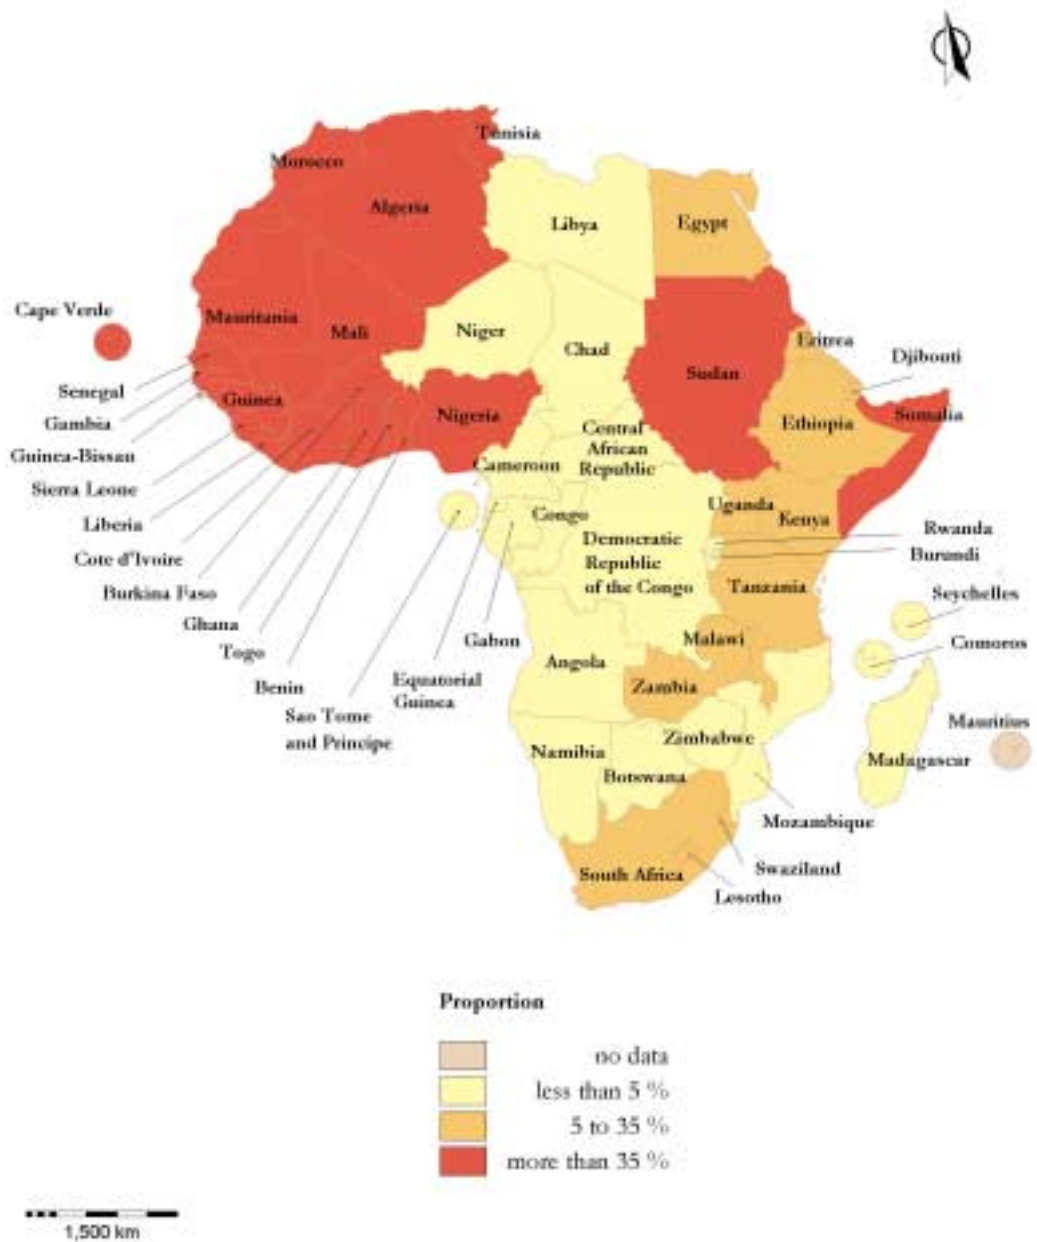 Tunisia
Morocco
Algeria
Libya
Egypt
Cape Verde
Mauritania
Mali
Niger
Chad
Sudan
Eritrea
Djibouti
Senegal
Guinea
Nigeria
Ethiopia
Somalia
Gambia
Central
African
Republic
Guinea-Bissau
Cameroon
Sierra Leone
Uganda
Kenya
Liberia
Congo
Rwanda
Democratic
Republic
of the Congo
Burundi
Cote d'Ivoire
Tanzania
Burkina Faso
Seychelles
Ghana
Gabon
Malawi
Comoros
Togo
Angola
Equatorial
Guinea
Zambia
Benin
Sao Tome
and Principe
Mauritius
Namibia
Zimbabwe
Madagascar
Botswana
Mozambique
South Africa
Swaziland
Lesotho
Proportion
no data
less than 5 %
5 to 35 %
more than 35 %
1,500 km